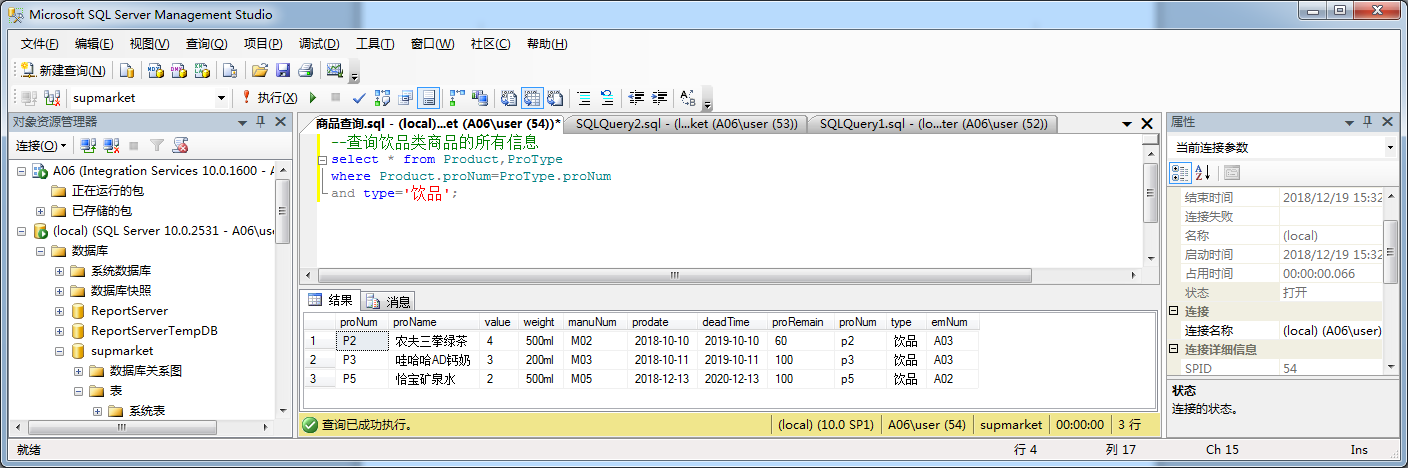 Microsoft SQL Server Management Studio
文件(F) 编辑(E) 视图(V) 查询(Q) 项目(P) 调试(D) 工具(T) 窗口(W) 社区(C) 帮助(H)
新建查询(N)
supmarket 执行(X)
对象资源管理器
连接(O)
A06 (Integration Services 10.0.1600 - A
正在运行的包
已存储的包
(local) (SQL Server 10.0.2531 - A06\use
数据库
系统数据库
数据库快照
ReportServer
ReportServerTempDB
supmarket
数据库关系图
表
系统表
商品查询.sql - (local)...et (A06\user (54))* SQLQuery2.sql - (l...ket (A06\user (53)) SQLQuery1.sql - (lo...ter (A06\user (52))
--查询饮品类商品的所有信息
select * from Product,ProType
where Product.proNum=ProType.proNum
and type='饮品';
结果 消息
proNum proName value weight manuNum prodate deadTime proRemain proNum type emNum
1 P2 农夫三拳绿茶 4 500ml M02 2018-10-10 2019-10-10 60 p2 饮品 A03
2 P3 哇哈哈AD钙奶 3 200ml M03 2018-10-11 2019-10-11 100 p3 饮品 A03
3 P5 恰宝矿泉水 2 500ml M05 2018-12-13 2020-12-13 100 p5 饮品 A02
查询已成功执行。 (local) (10.0 SP1) A06\user (54) supmarket 00:00:00 3 行
属性
当前连接参数
结束时间 2018/12/19 15:32
连接失败
名称 (local)
启动时间 2018/12/19 15:32
占用时间 00:00:00.066
状态 打开
连接
连接名称 (local) (A06\user)
连接详细信息
SPID 54
状态
连接的状态。
就绪 行 4 列 17 Ch 15 Ins